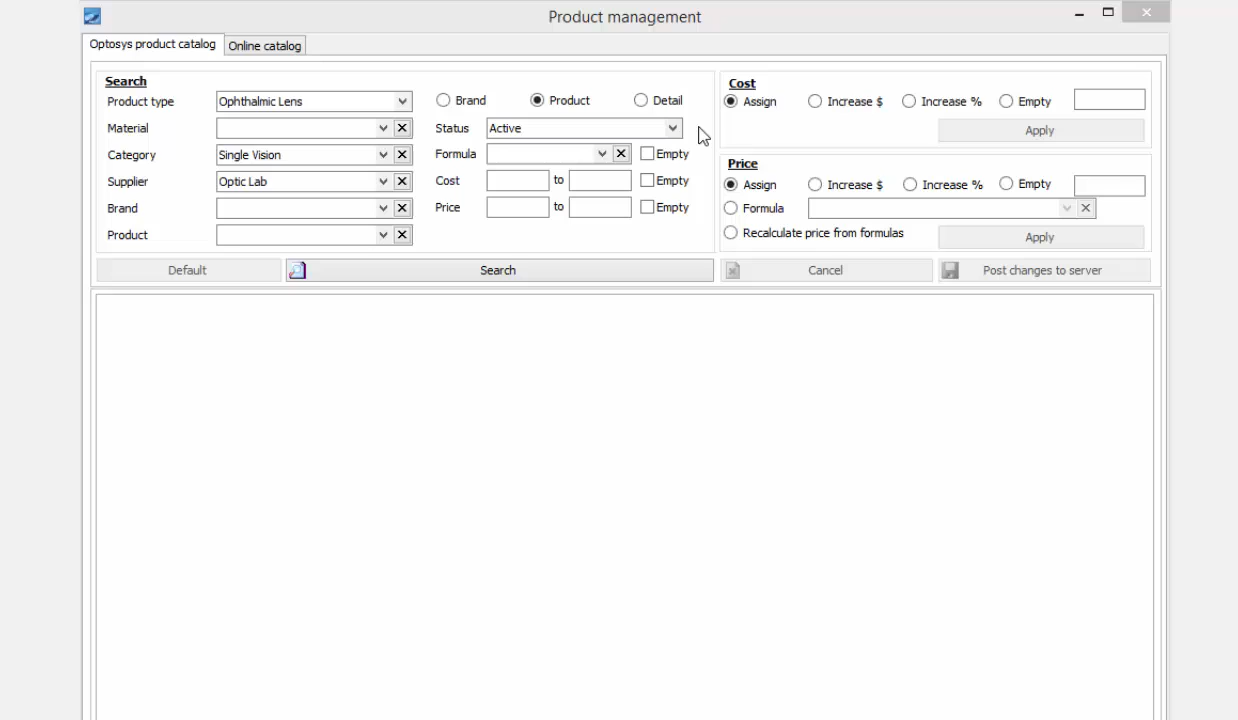 Product management
Optosys product catalog
Online catalog
Search
Product type
Ophthalmic Lens
Material
Category
Single Vision
Supplier
Optic Lab
Brand
Product
Brand
Product
Detail
Status
Active
Formula
Empty
Cost
to
Empty
Price
to
Empty
Cost
Assign
Increase $
Increase %
Empty
Apply
Price
Assign
Increase $
Increase %
Empty
Formula
Recalculate price from formulas
Apply
Default
Search
Cancel
Post changes to server